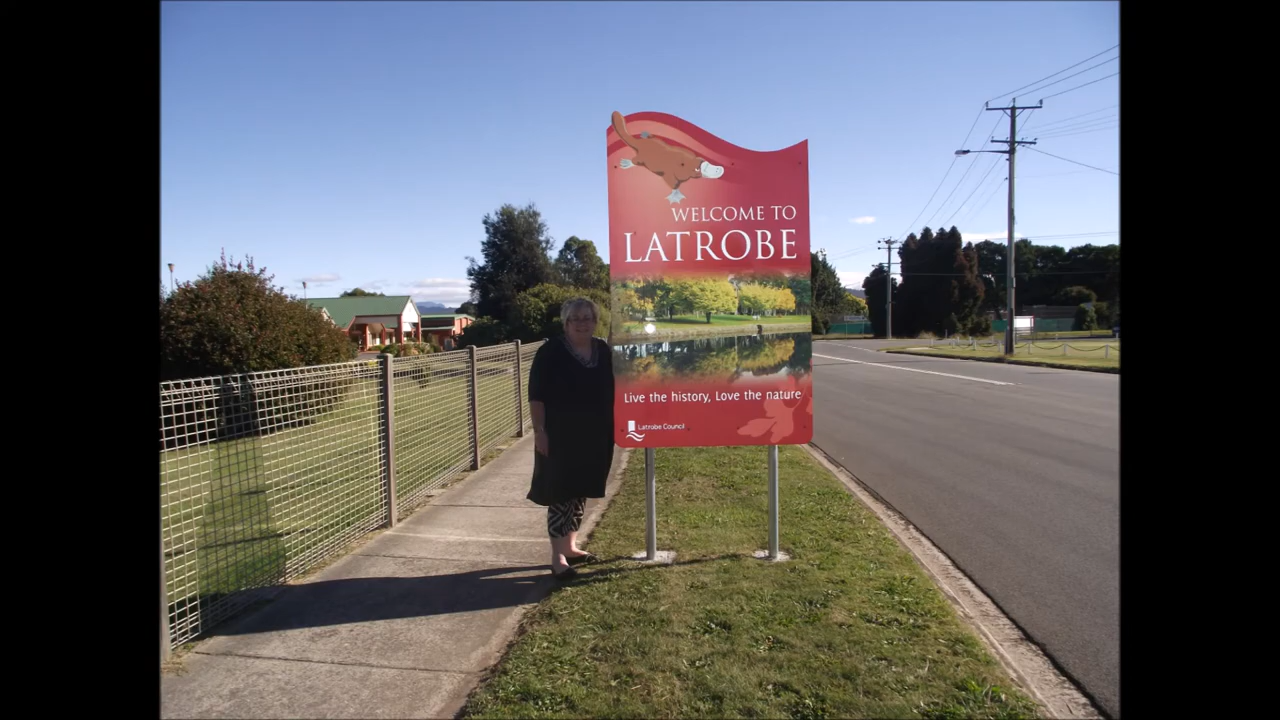 WELCOME TO
LATROBE
Live the history, Love the nature
Latrobe Council